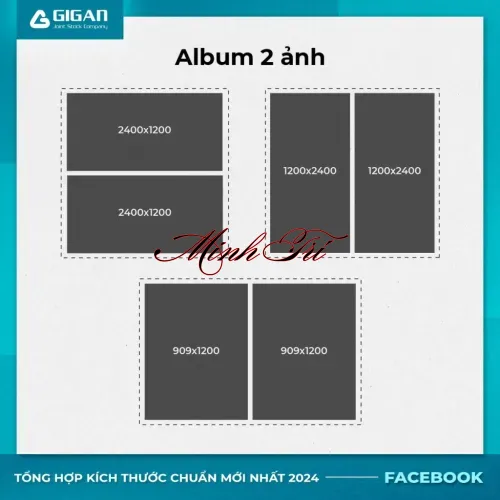 GIGAN
Joint Stock Company
Album 2 ảnh
2400x1200
2400x1200
1200x2400
1200x2400
Minh Trí
909x1200
909x1200
TỔNG HỢP KÍCH THƯỚC CHUẨN MỚI NHẤT 2024
FACEBOOK